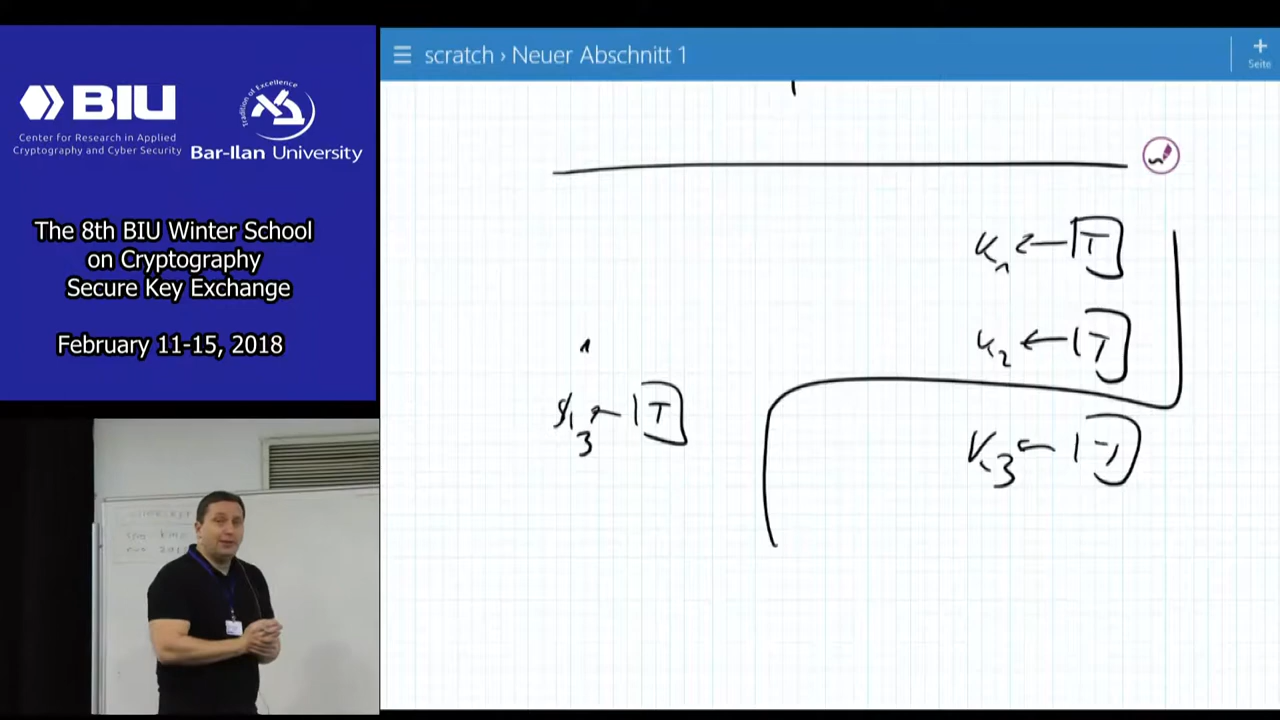 BIU
Center for Research in Applied
Cryptography and Cyber Security
Tradition of Excellence
Bar-Ilan University
The 8th BIU Winter School
on Cryptography
Secure Key Exchange
February 11-15, 2018
scratch › Neuer Abschnitt 1
Seite
K1 ← T
K2 ← T
3 ← T
K3 ←